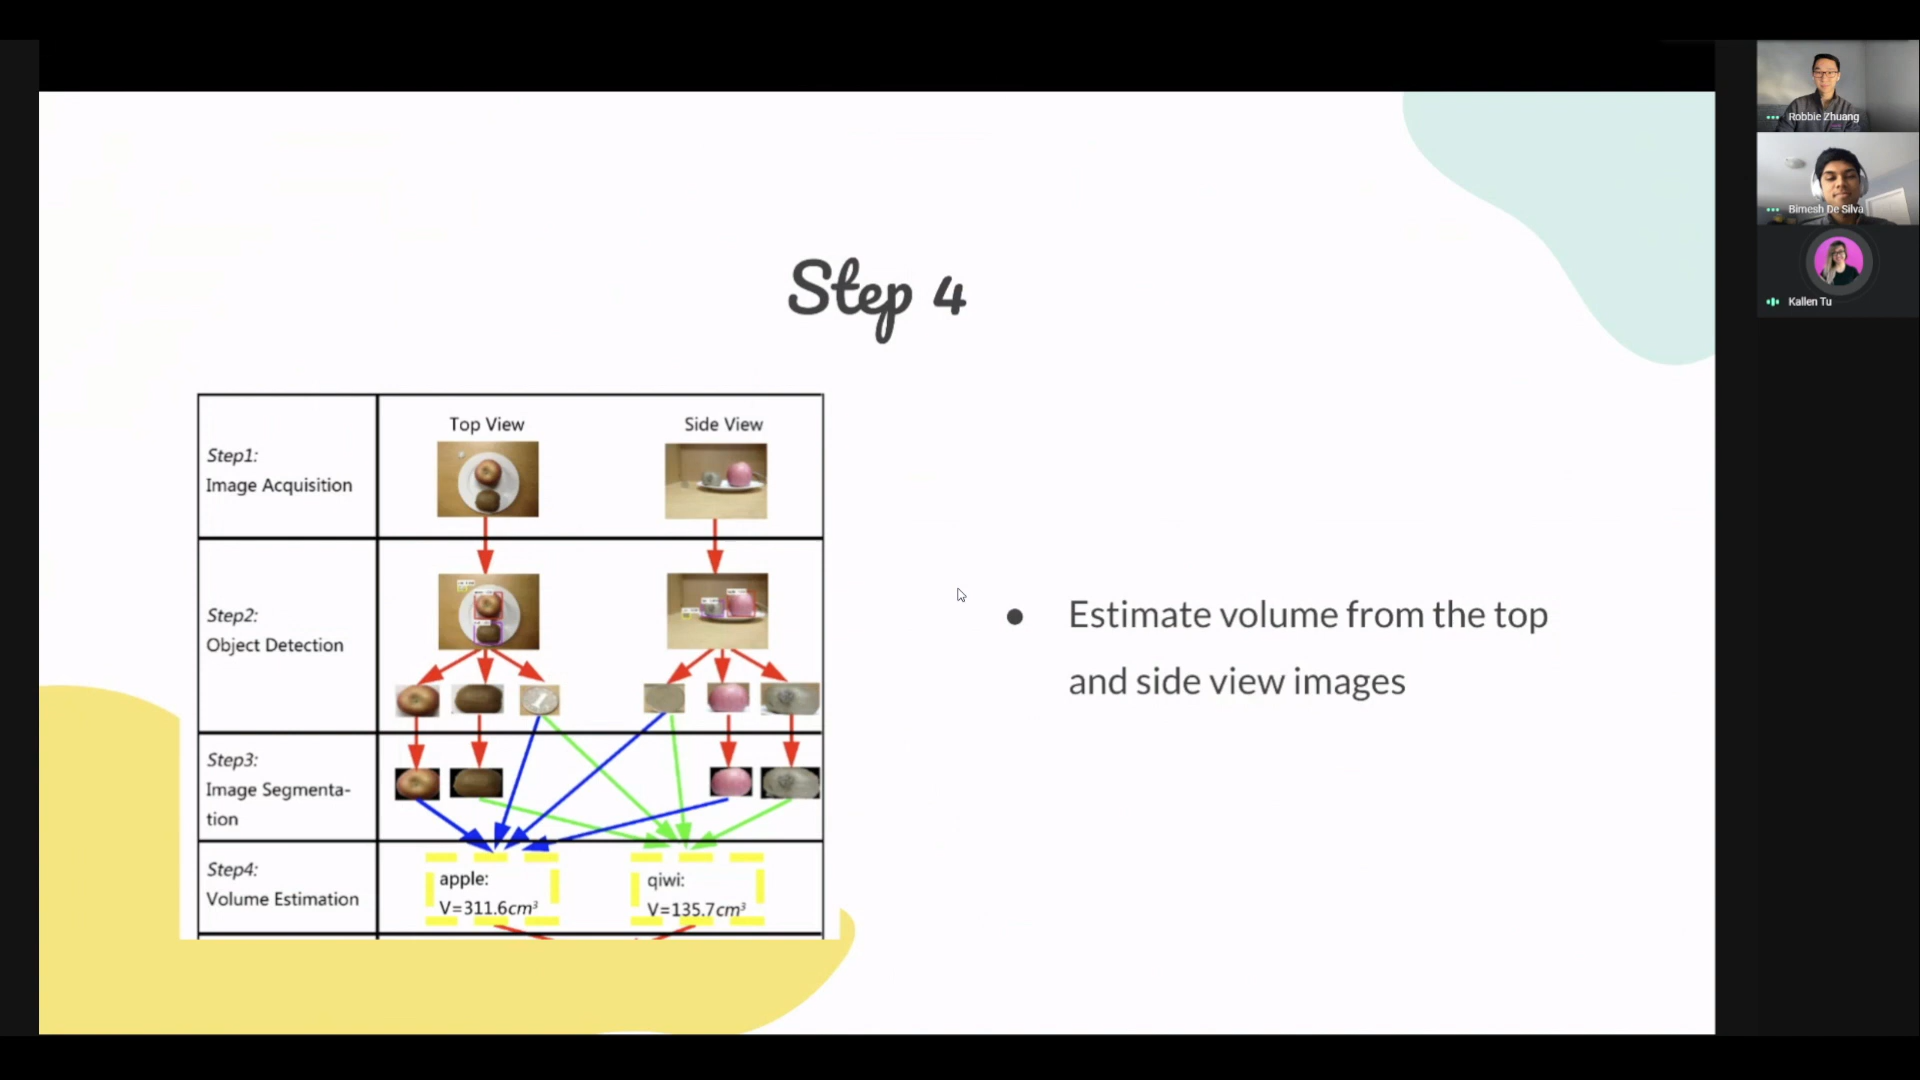 Step 4
Top View
Side View
Step1:
Image Acquisition
Step2:
Object Detection
Step3:
Image Segmenta-
tion
Step4:
Volume Estimation
apple:
V=311.6cm³
qiwi:
V=135.7cm³
● Estimate volume from the top
and side view images
Robbie Zhuang
Bimesh De Silva
Kallen Tu